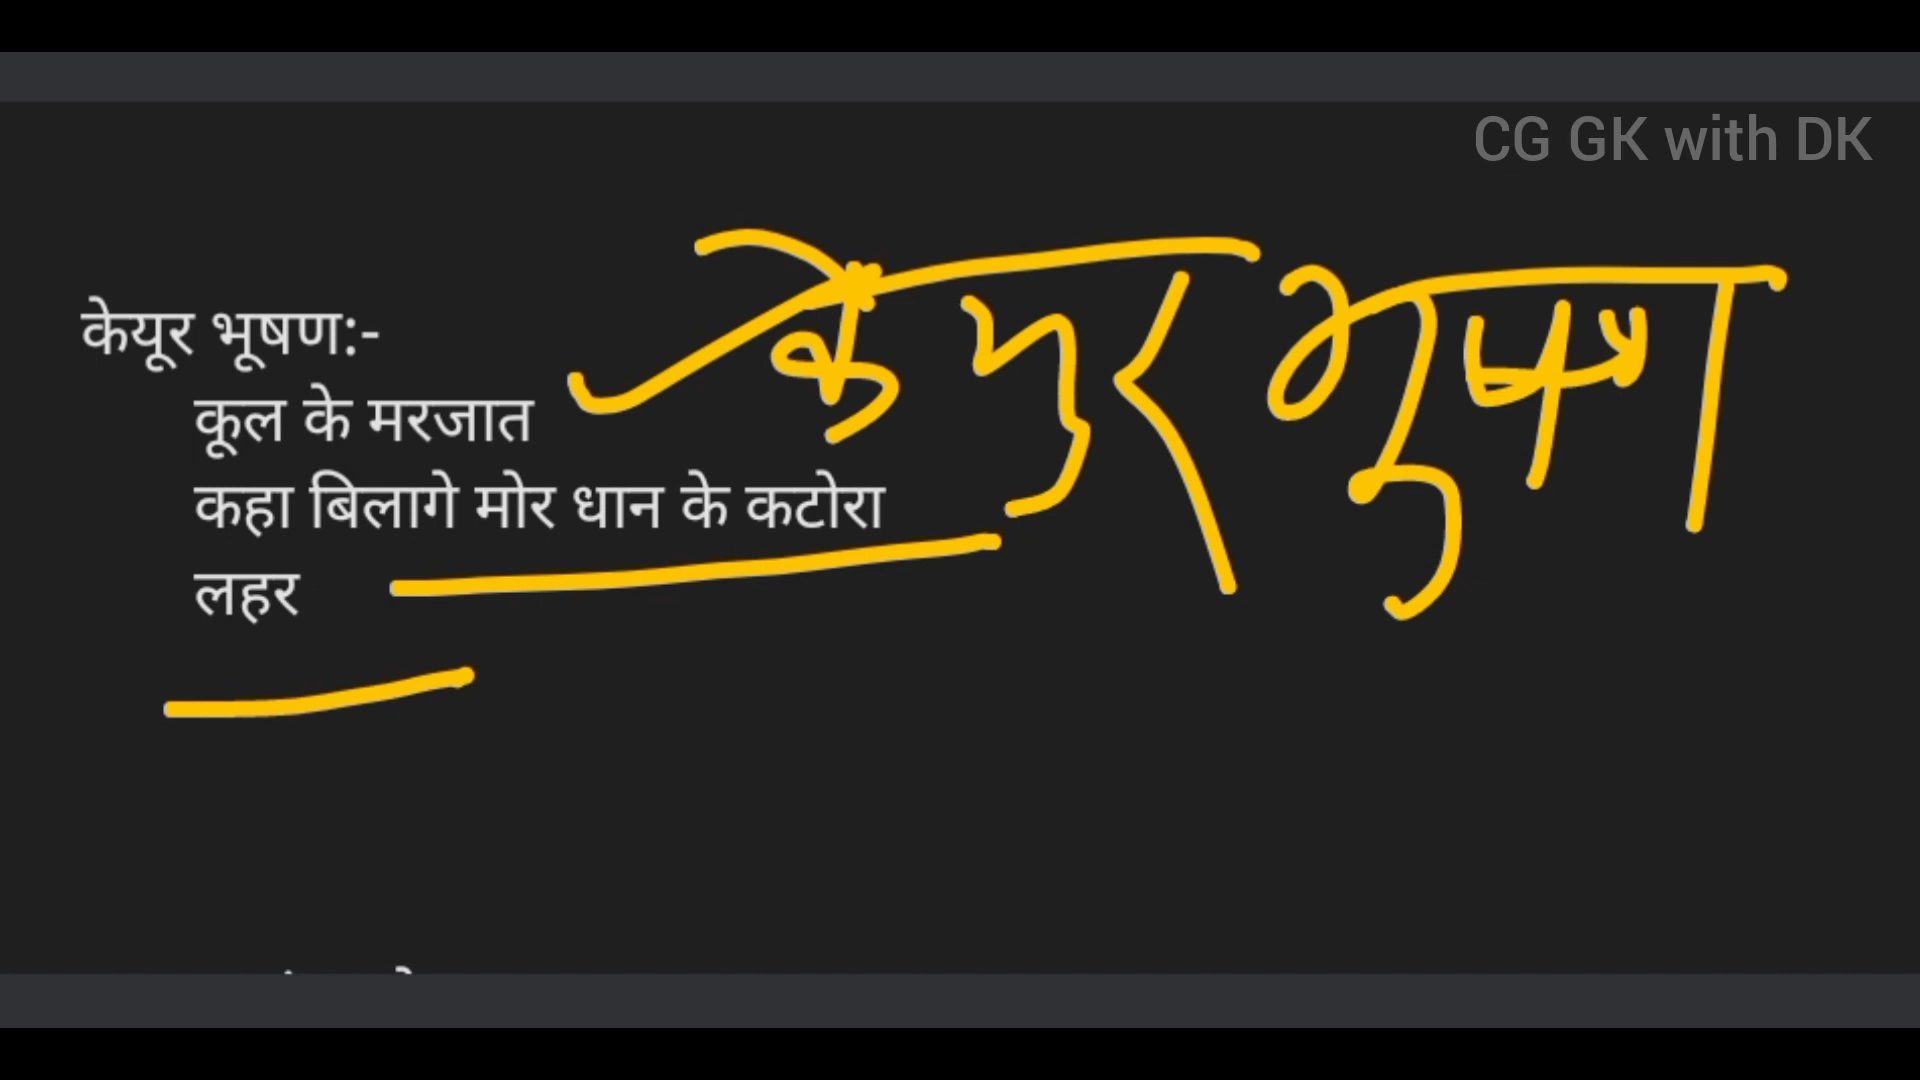 CG GK with DK
केयूर भूषण
केयूर भूषण:-
कूल के मरजात
कहा बिलागे मोर धान के कटोरा
लहर